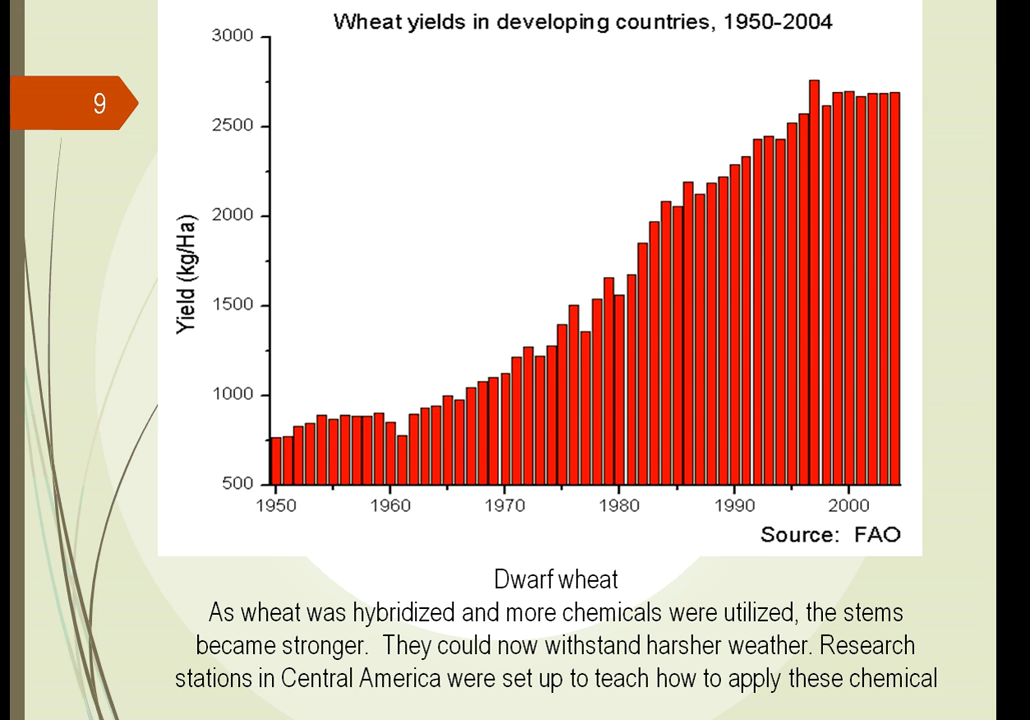 Wheat yields in developing countries, 1950-2004
3000
9
2500
2000
Yield (kg/Ha)
1500
1000
500
1950 1960 1970 1980 1990 2000
Source: FAO
Dwarf wheat
As wheat was hybridized and more chemicals were utilized, the stems
became stronger. They could now withstand harsher weather. Research
stations in Central America were set up to teach how to apply these chemical